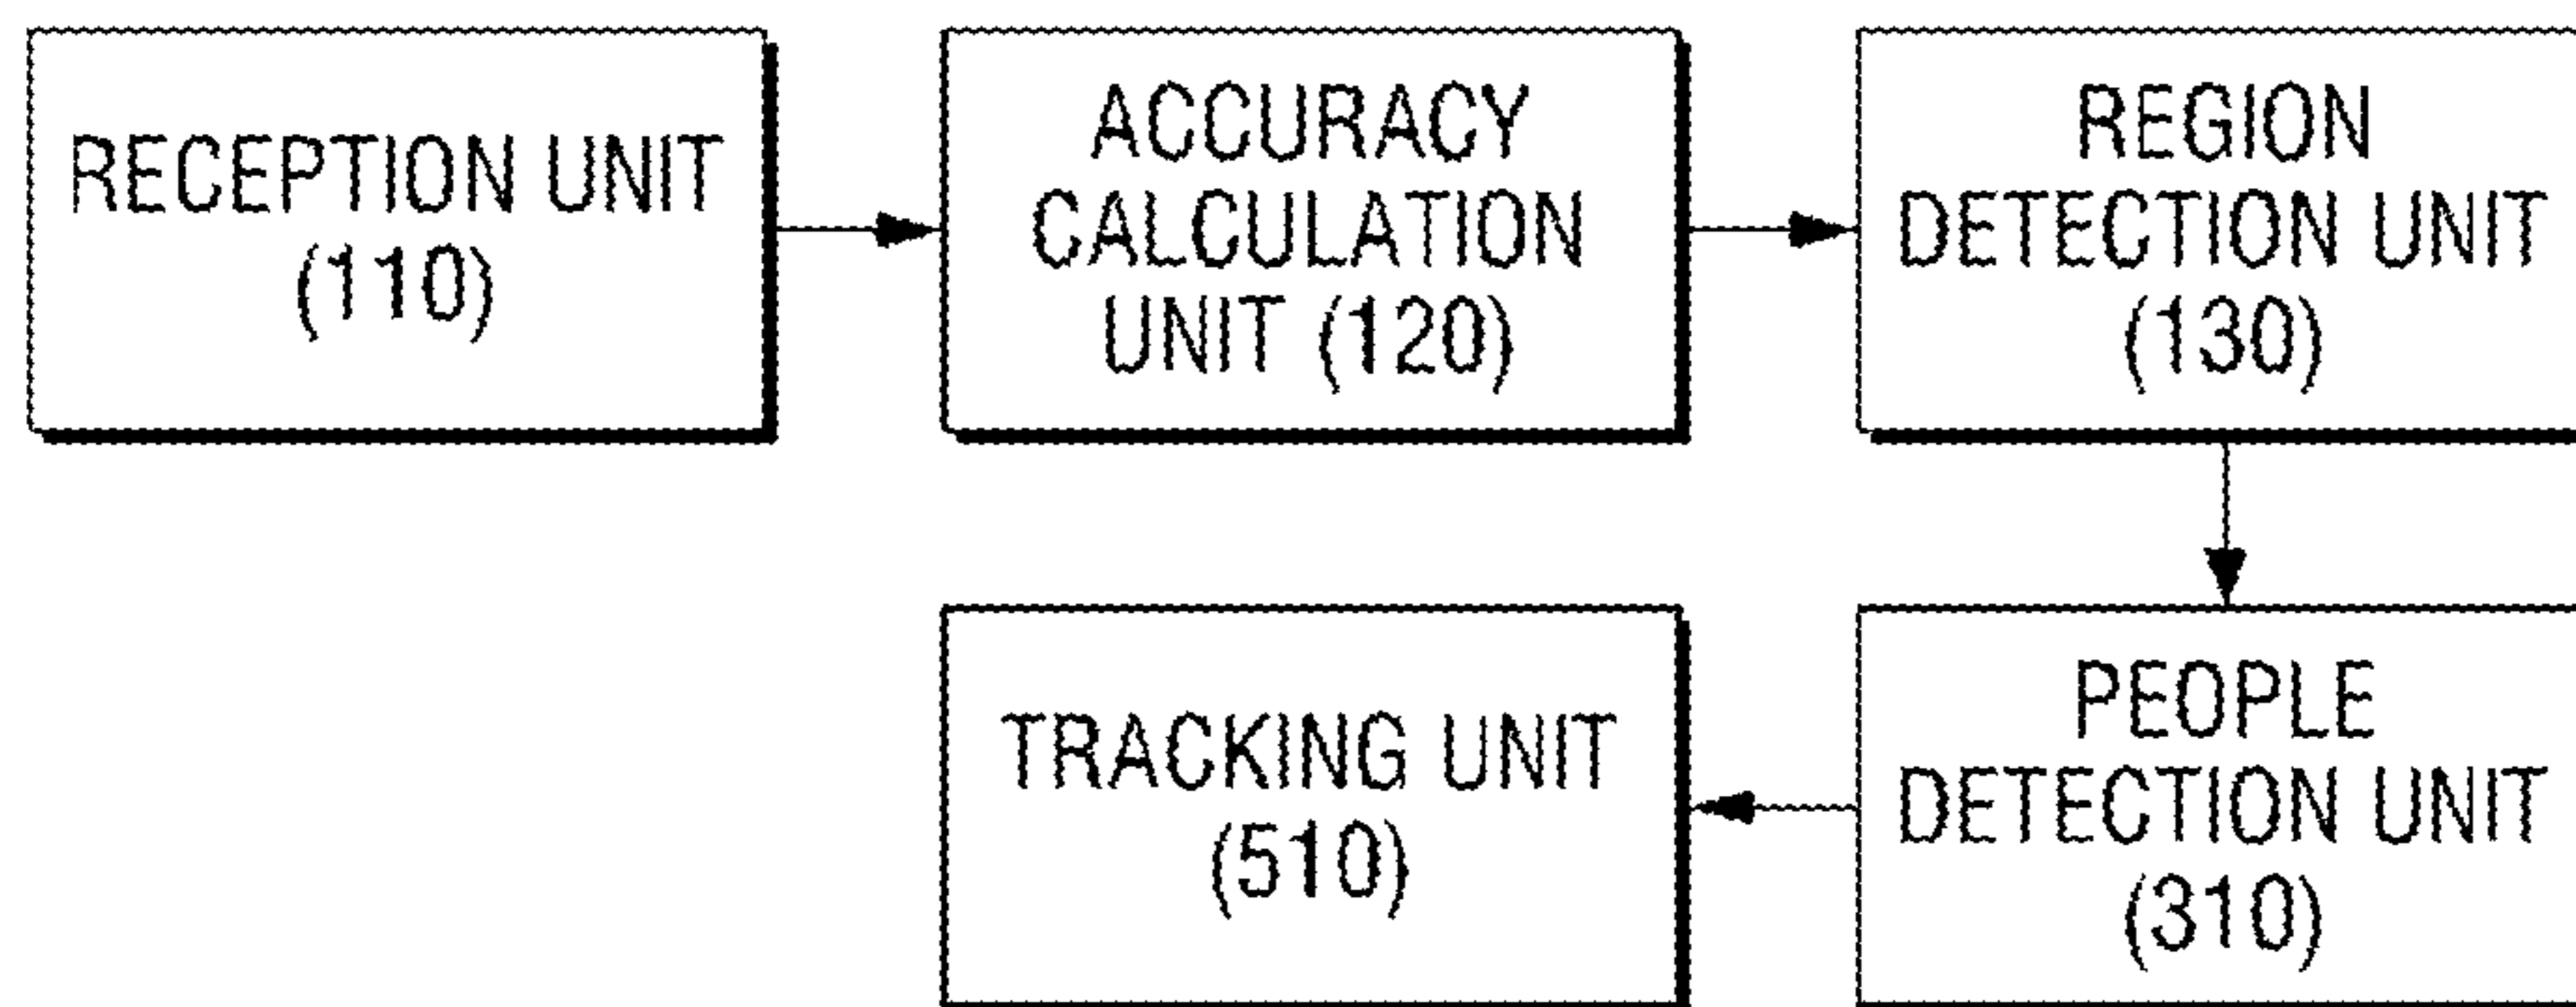 RECEPTION UNIT
(110)
ACCURACY
CALCULATION
UNIT (120)
REGION
DETECTION UNIT
(130)
PEOPLE
DETECTION UNIT
(310)
TRACKING UNIT
(510)